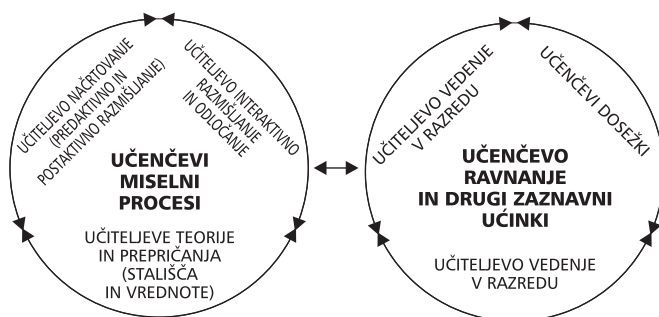 UČITELJEVO NAČRTOVANJE
(PREDAKTIVNO IN
POSTAKTIVNO RAZMIŠLJANJE)
UČITELJEVO INTERAKTIVNO
RAZMIŠLJANJE
IN ODLOČANJE
UČENČEVI
MISELNI
PROCESI
UČITELJEVE TEORIJE
IN PREPRIČANJA
(STALIŠČA
IN VREDNOTE)
UČITELJEVO VEDENJE
V RAZREDU
UČENČEVI DOSEŽKI
UČENČEVO
RAVNANJE
IN DRUGI ZAZNAVNI
UĆINKI
UČITELJEVO VEDENJE
V RAZREDU